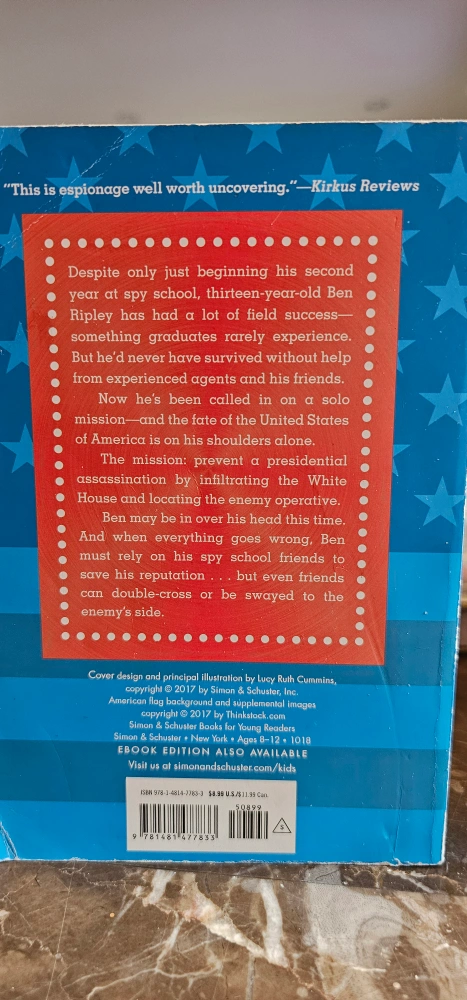 "This is espionage well worth uncovering."—Kirkus Reviews
Despite only just beginning his second
year at spy school, thirteen-year-old Ben
Ripley has had a lot of field success—
something graduates rarely experience.
But he'd never have survived without help
from experienced agents and his friends.
Now he's been called in on a solo
mission—and the fate of the United States
of America is on his shoulders alone.
The mission: prevent a presidential
assassination by infiltrating the White
House and locating the enemy operative.
Ben may be in over his head this time.
And when everything goes wrong, Ben
must rely on his spy school friends to
save his reputation . . . but even friends
can double-cross or be swayed to the
enemy's side.
Cover design and principal illustration by Lucy Ruth Cummins,
copyright © 2017 by Simon & Schuster, Inc.
American flag background and supplemental images
copyright © 2017 by Thinkstock.com
Simon & Schuster Books for Young Readers
Simon & Schuster • New York • Ages 8–12 • 1018
EBOOK EDITION ALSO AVAILABLE
Visit us at simonandschuster.com/kids
ISBN 978-1-4814-7783-3 $8.99 U.S./$11.99 Can.
50899
9 781481 477833
S